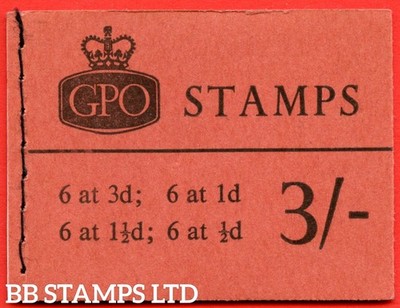 GPO STAMPS
6 at 3d; 6 at 1d
6 at 1½d; 6 at ½d
3/-
BB STAMPS LTD